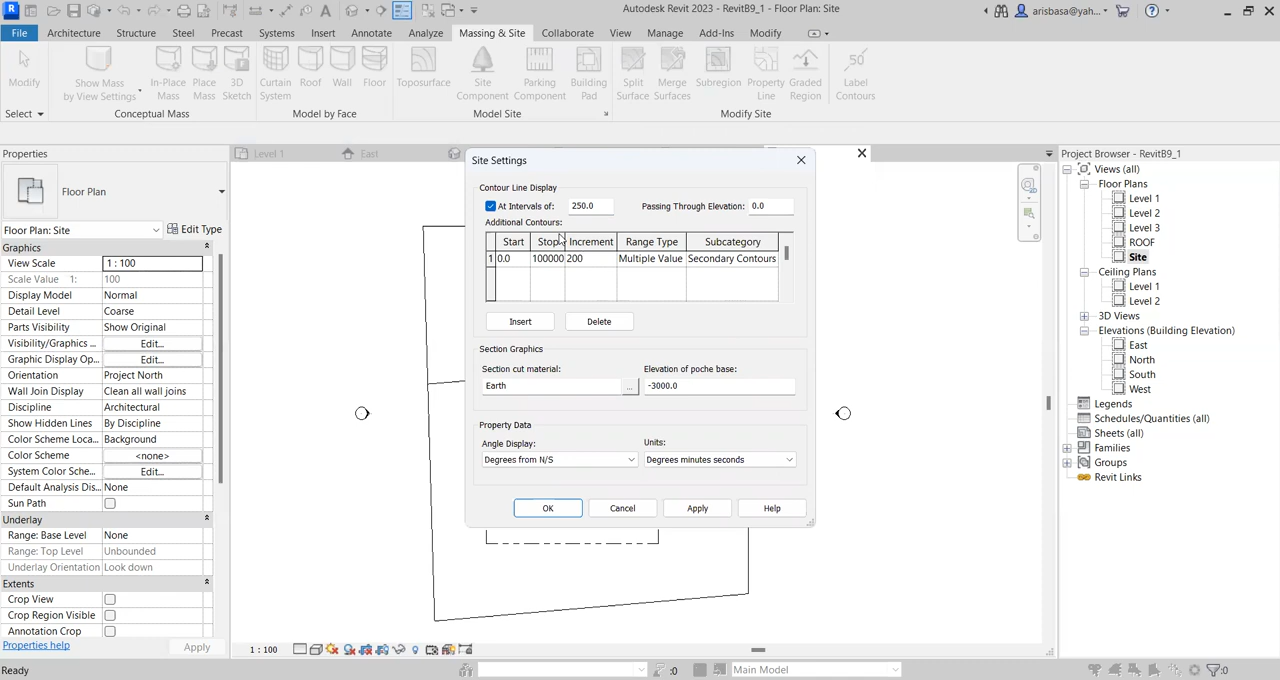 Autodesk Revit 2023 - RevitB9_1 - Floor Plan: Site
arisbasa@yah...
File Architecture Structure Steel Precast Systems Insert Annotate Analyze Massing & Site Collaborate View Manage Add-Ins Modify
Modify
Show Mass
by View Settings
In-Place
Mass
Place
Mass
3D
Sketch
Curtain
System
Roof
Wall
Floor
Toposurface
Site
Component
Parking
Component
Building
Pad
Split
Surface
Merge
Surfaces
Subregion
Property
Line
Graded
Region
Label
Contours
Select
Conceptual Mass
Model by Face
Model Site
Modify Site
Properties
Floor Plan
Floor Plan: Site
Edit Type
Graphics
View Scale 1 : 100
Scale Value 1: 100
Display Model Normal
Detail Level Coarse
Parts Visibility Show Original
Visibility/Graphics ... Edit...
Graphic Display Op... Edit...
Orientation Project North
Wall Join Display Clean all wall joins
Discipline Architectural
Show Hidden Lines By Discipline
Color Scheme Loca... Background
Color Scheme <none>
System Color Sche... Edit...
Default Analysis Dis... None
Sun Path
Underlay
Range: Base Level None
Range: Top Level Unbounded
Underlay Orientation Look down
Extents
Crop View
Crop Region Visible
Annotation Crop
Properties help
Apply
Level 1
East
Site Settings
Contour Line Display
At Intervals of: 250.0
Passing Through Elevation: 0.0
Additional Contours:
Start Stop Increment Range Type Subcategory
1 0.0 100000 200 Multiple Value Secondary Contours
Insert
Delete
Section Graphics
Section cut material:
Elevation of poche base:
Earth
...
-3000.0
Property Data
Angle Display:
Units:
Degrees from N/S
Degrees minutes seconds
OK
Cancel
Apply
Help
Project Browser - RevitB9_1
Views (all)
Floor Plans
Level 1
Level 2
Level 3
ROOF
Site
Ceiling Plans
Level 1
Level 2
3D Views
Elevations (Building Elevation)
East
North
South
West
Legends
Schedules/Quantities (all)
Sheets (all)
Families
Groups
Revit Links
1 : 100
Ready
:0
Main Model
:0